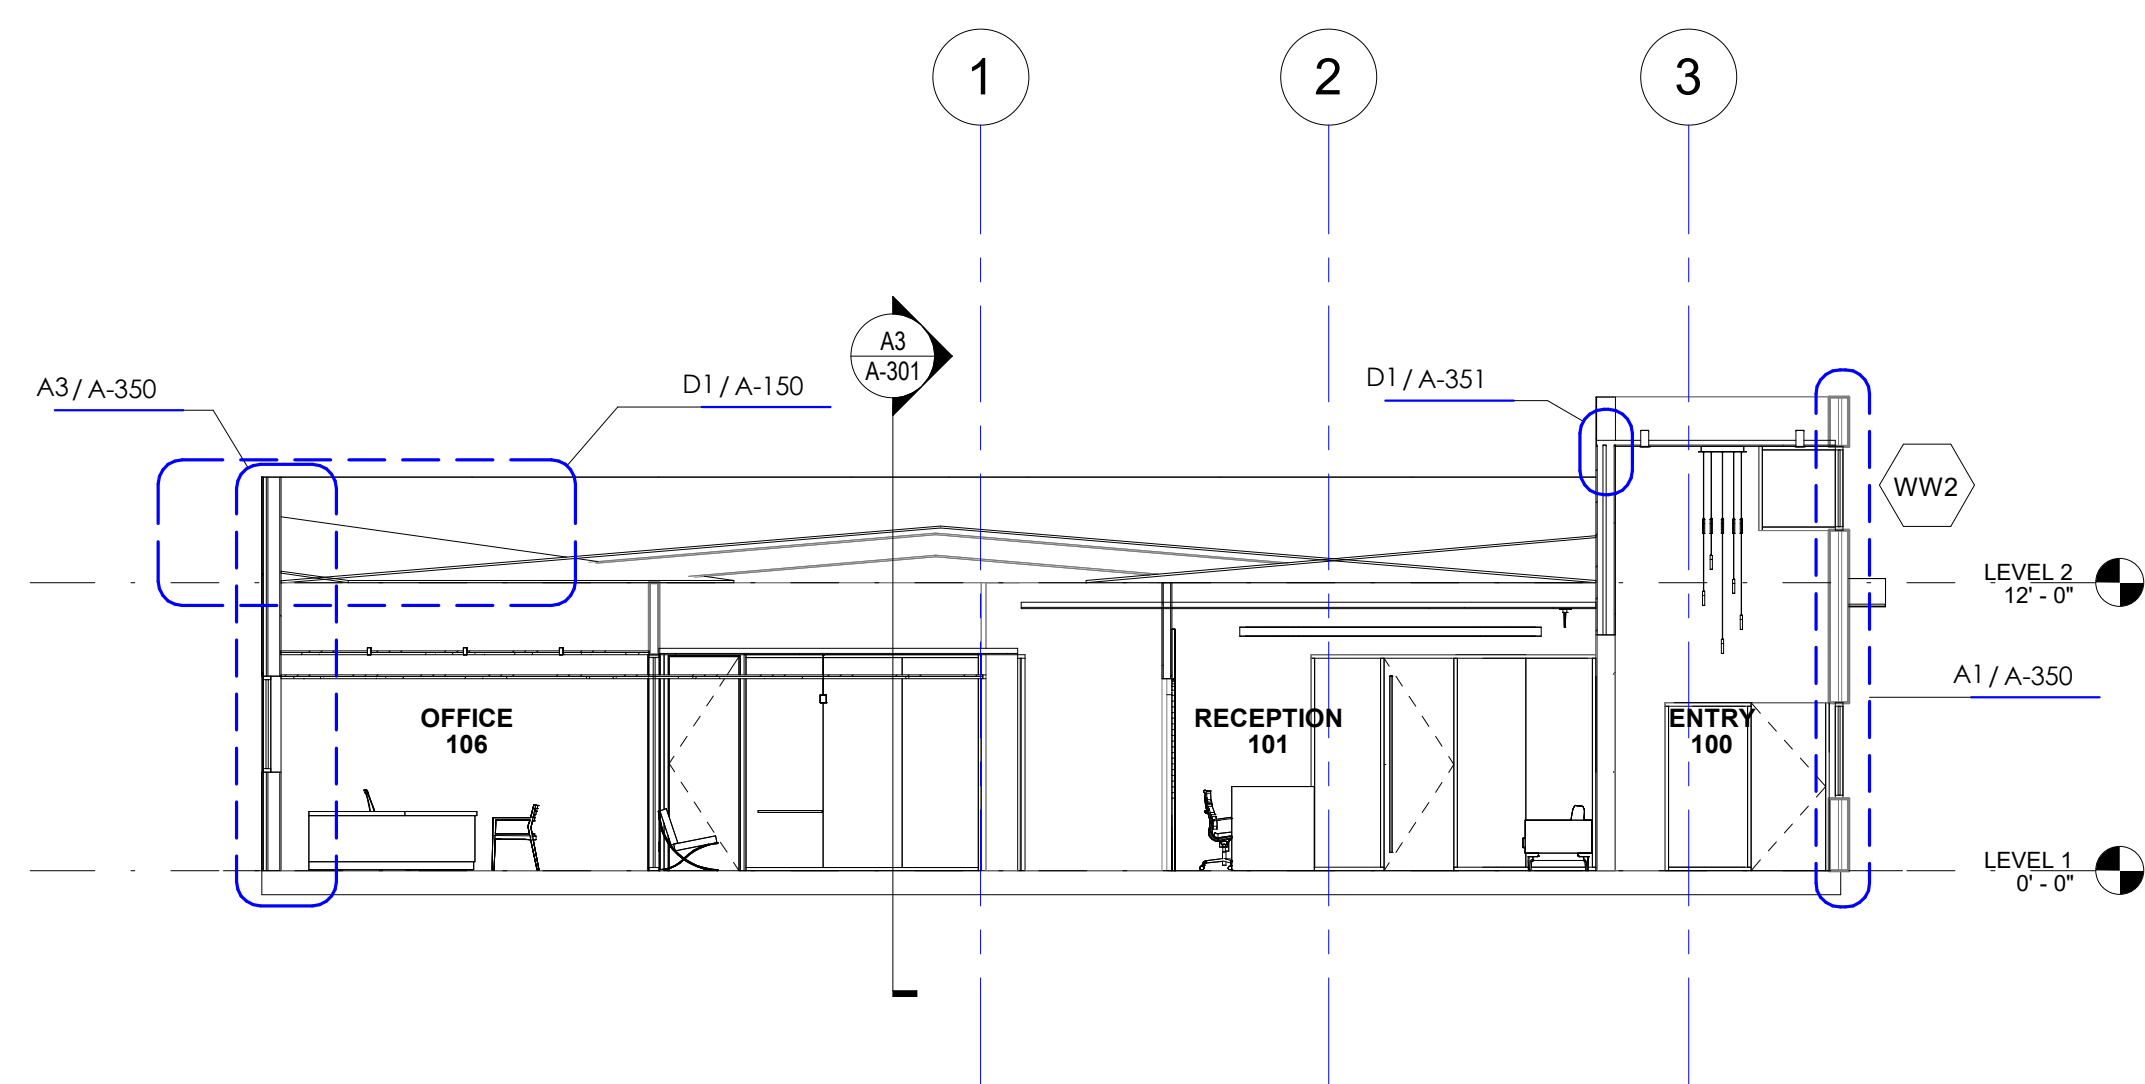 1
2
3
A3
A-301
A3 / A-350
D1 / A-150
D1 / A-351
WW2
LEVEL 2
12' - 0"
A1 / A-350
OFFICE
106
RECEPTION
101
ENTRY
100
LEVEL 1
0' - 0"